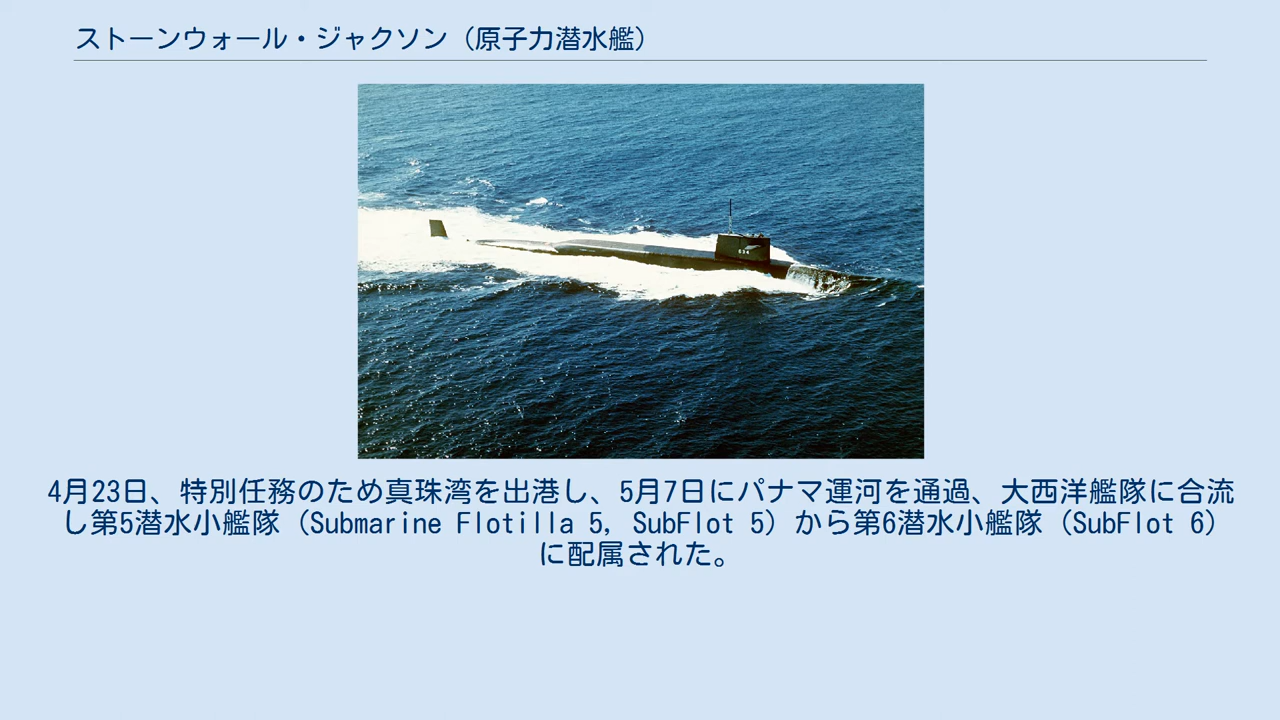 ストーンウォール・ジャクソン（原子力潜水艦）
634
4月23日、特別任務のため真珠湾を出港し、5月7日にパナマ運河を通過、大西洋艦隊に合流
し第5潜水小艦隊（Submarine Flotilla 5, SubFlot 5）から第6潜水小艦隊（SubFlot 6）
に配属された。